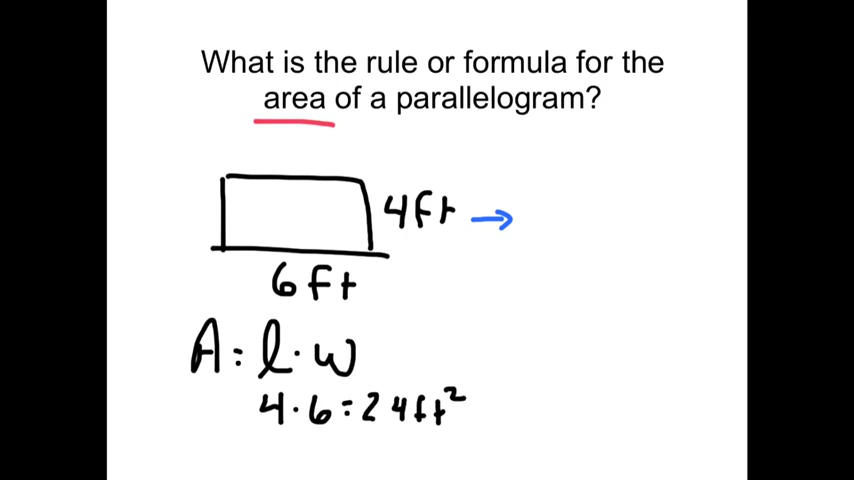 What is the rule or formula for the
area of a parallelogram?
4ft →
6ft
A = l · w
4 · 6 = 24ft²